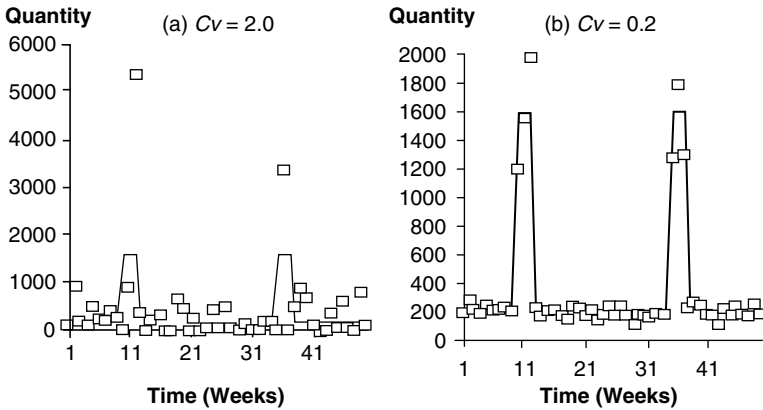 Quantity
(a) Cv = 2.0
6000
5000
4000
3000
2000
1000
0
1 11 21 31 41
Time (Weeks)
Quantity
(b) Cv = 0.2
2000
1800
1600
1400
1200
1000
800
600
400
200
0
1 11 21 31 41
Time (Weeks)